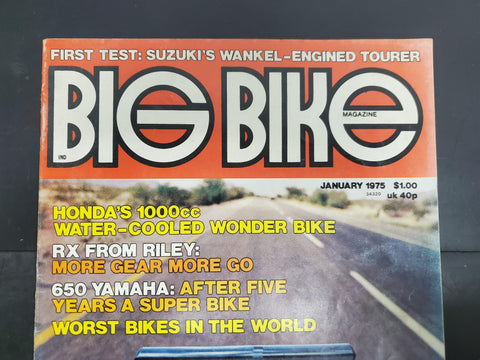 FIRST TEST: SUZUKI'S WANKEL-ENGINED TOURER
BIG BIKE
MAGAZINE
IND
JANUARY 1975 $1.00
34320 uk 40p
HONDA'S 1000cc
WATER-COOLED WONDER BIKE
RX FROM RILEY:
MORE GEAR MORE GO
650 YAMAHA: AFTER FIVE
YEARS A SUPER BIKE
WORST BIKES IN THE WORLD